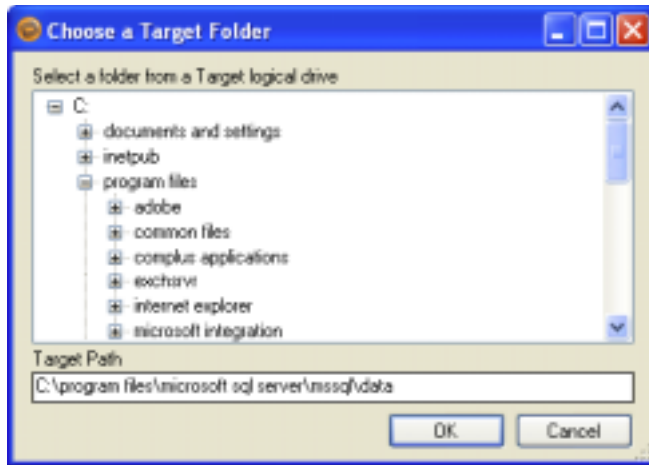 Choose a Target Folder
Select a folder from a Target logical drive
C:
documents and settings
inetpub
program files
adobe
common files
complus applications
exchsrvr
internet explorer
microsoft integration
Target Path
C:\program files\microsoft sql server\mssql\data
OK Cancel